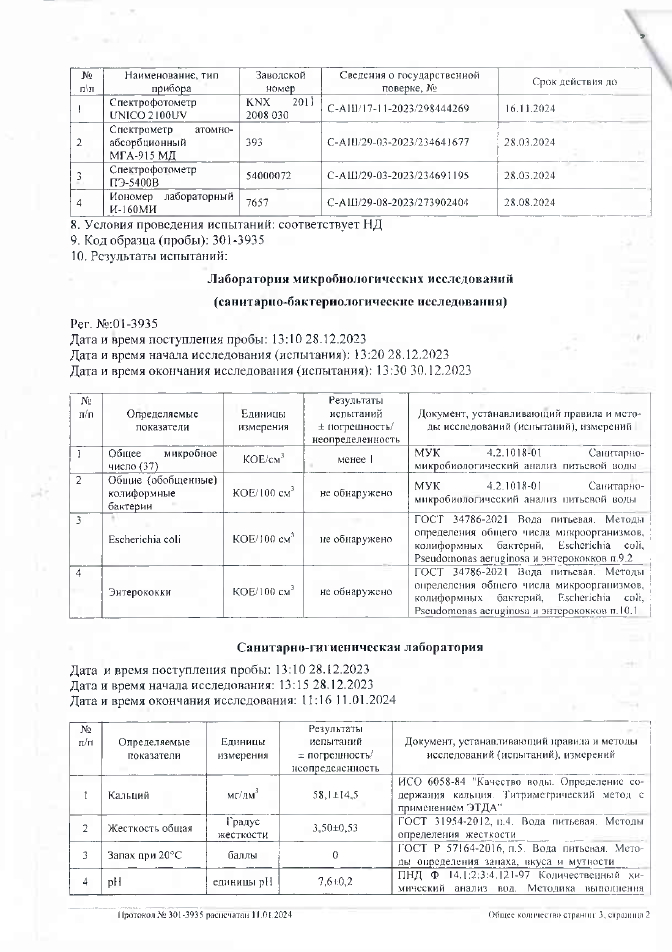 № п\п
Наименование, тип прибора
Заводской номер
Сведения о государственной поверке, №
Срок действия до
1
Спектрофотометр UNICO 2100UV
KNX 2011 2008 030
С-АШ/17-11-2023/298444269
16.11.2024
2
Спектрометр атомно-абсорбционный МГА-915 МД
393
С-АШ/29-03-2023/234641677
28.03.2024
3
Спектрофотометр ПЭ-5400В
54000072
С-АШ/29-03-2023/234691195
28.03.2024
4
Иономер лабораторный И-160МИ
7657
С-АШ/29-08-2023/273902404
28.08.2024
8. Условия проведения испытаний: соответствует НД
9. Код образца (пробы): 301-3935
10. Результаты испытаний:
Лаборатория микробиологических исследований
(санитарно-бактериологические исследования)
Рег. №:01-3935
Дата и время поступления пробы: 13:10 28.12.2023
Дата и время начала исследования (испытания): 13:20 28.12.2023
Дата и время окончания исследования (испытания): 13:30 30.12.2023
№ п/п
Определяемые показатели
Единицы измерения
Результаты испытаний ± погрешность/ неопределенность
Документ, устанавливающий правила и мето-
ды исследований (испытаний), измерений
1
Общее микробное число (37)
КОЕ/см³
менее 1
МУК 4.2.1018-01 Санитарно-
микробиологический анализ питьевой воды
2
Общие (обобщенные) колиформные бактерии
КОЕ/100 см³
не обнаружено
МУК 4.2.1018-01 Санитарно-
микробиологический анализ питьевой воды
3
Escherichia coli
КОЕ/100 см³
не обнаружено
ГОСТ 34786-2021 Вода питьевая. Методы
определения общего числа микроорганизмов,
колиформных бактерий, Escherichia coli,
Pseudomonas aeruginosa и энтерококков п.9.2
4
Энтерококки
КОЕ/100 см³
не обнаружено
ГОСТ 34786-2021 Вода питьевая. Методы
определения общего числа микроорганизмов,
колиформных бактерий, Escherichia coli,
Pseudomonas aeruginosa и энтерококков п.10.1
Санитарно-гигиеническая лаборатория
Дата и время поступления пробы: 13:10 28.12.2023
Дата и время начала исследования: 13:15 28.12.2023
Дата и время окончания исследования: 11:16 11.01.2024
№ п/п
Определяемые показатели
Единицы измерения
Результаты испытаний ± погрешность/ неопределенность
Документ, устанавливающий правила и методы
исследований (испытаний), измерений
1
Кальций
мг/дм³
58,1±14,5
ИСО 6058-84 "Качество воды. Определение со-
держания кальция. Титриметрический метод с
применением ЭТДА"
2
Жесткость общая
Градус жесткости
3,50±0,53
ГОСТ 31954-2012, п.4. Вода питьевая. Методы
определения жесткости
3
Запах при 20°С
баллы
0
ГОСТ Р 57164-2016, п.5. Вода питьевая. Мето-
ды определения запаха, вкуса и мутности
4
pH
единицы pH
7,6±0,2
ПНД Ф 14.1:2:3:4.121-97 Количественный хи-
мический анализ вод. Методика выполнения
Протокол № 301-3935 распечатан 11.01.2024
Общее количество страниц 3, страница 2